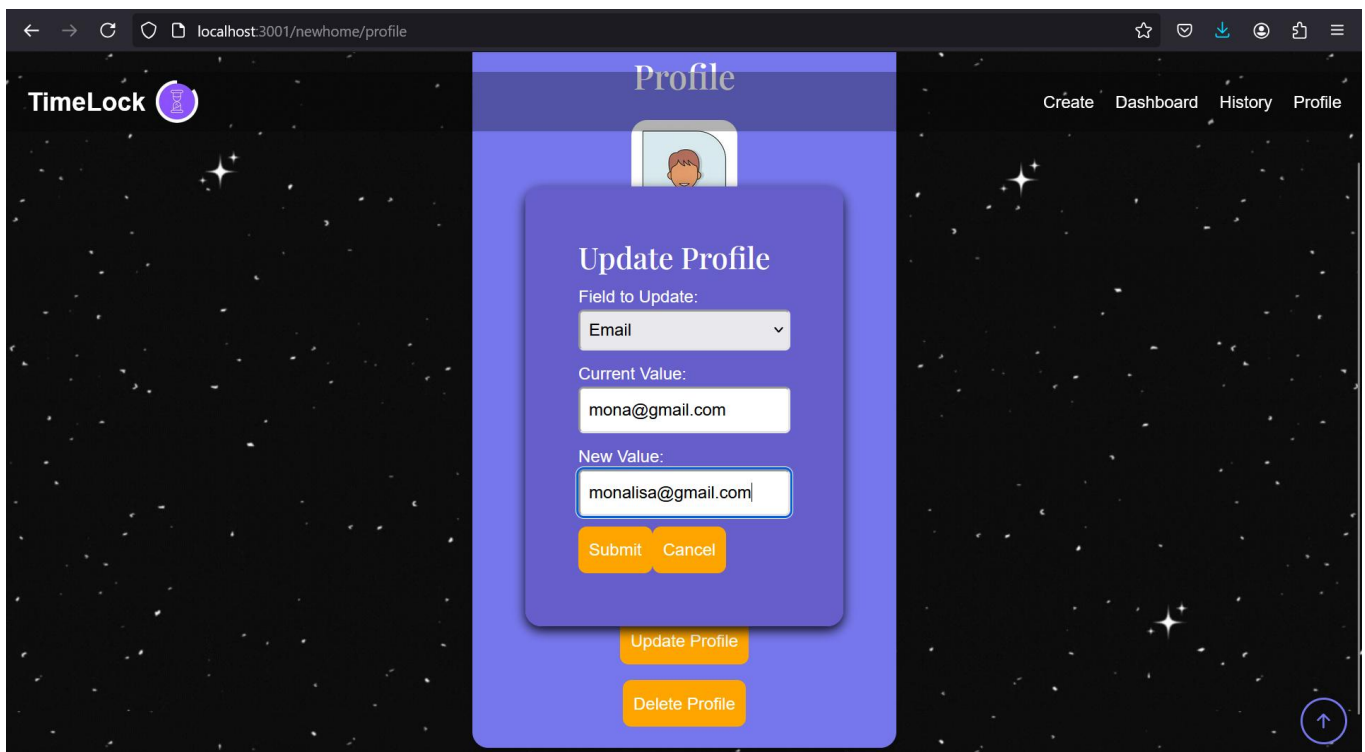 localhost:3001/newhome/profile
Profile
TimeLock
Create Dashboard History Profile
Update Profile
Field to Update:
Email
Current Value:
mona@gmail.com
New Value:
monalisa@gmail.com
Submit Cancel
Update Profile
Delete Profile